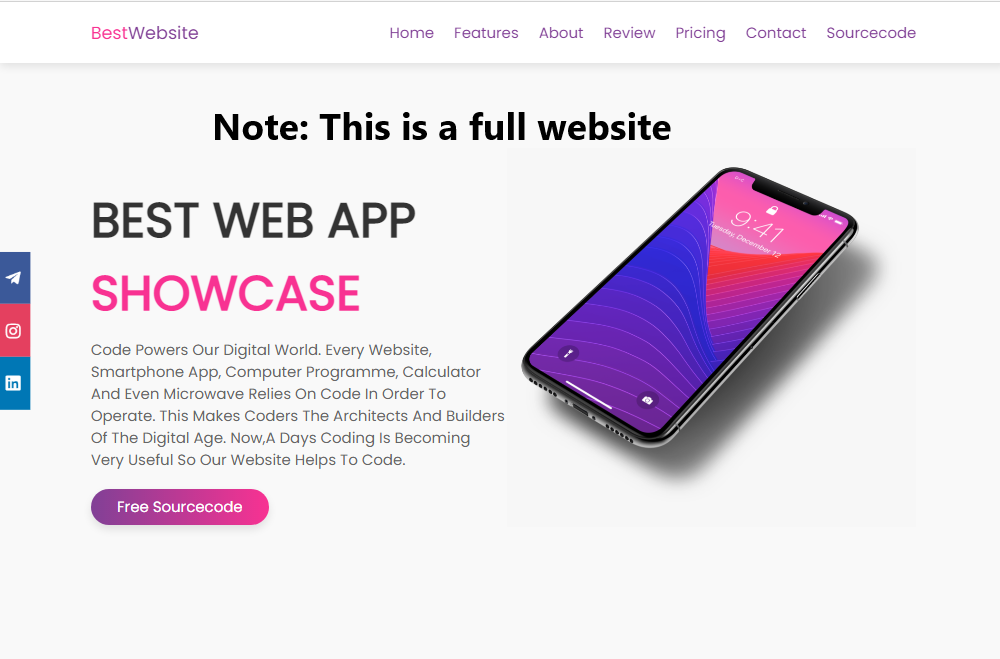 BestWebsite
Home Features About Review Pricing Contact Sourcecode
Note: This is a full website
BEST WEB APP
SHOWCASE
Code Powers Our Digital World. Every Website,
Smartphone App, Computer Programme, Calculator
And Even Microwave Relies On Code In Order To
Operate. This Makes Coders The Architects And Builders
Of The Digital Age. Now,A Days Coding Is Becoming
Very Useful So Our Website Helps To Code.
Free Sourcecode
9:41
Tuesday, December 12
in